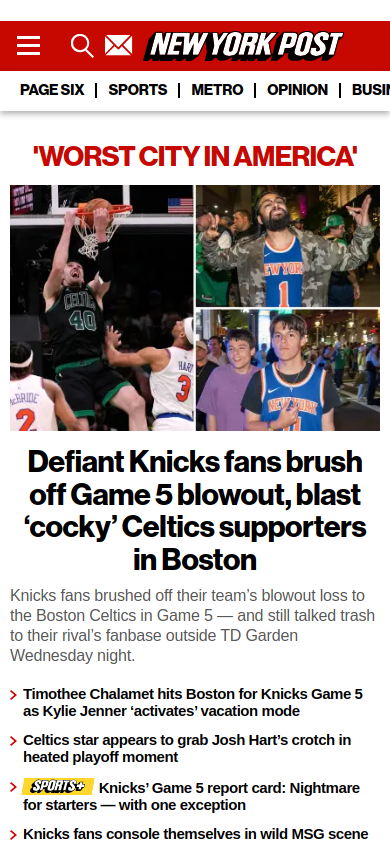 NEW YORK POST
PAGE SIX | SPORTS | METRO | OPINION | BUSIN
'WORST CITY IN AMERICA'
CELTICS
40
HART
3
McBRIDE
2
NEW YORK
1
NEW YORK
Defiant Knicks fans brush
off Game 5 blowout, blast
‘cocky’ Celtics supporters
in Boston
Knicks fans brushed off their team’s blowout loss to
the Boston Celtics in Game 5 — and still talked trash
to their rival’s fanbase outside TD Garden
Wednesday night.
Timothee Chalamet hits Boston for Knicks Game 5
as Kylie Jenner ‘activates’ vacation mode
Celtics star appears to grab Josh Hart’s crotch in
heated playoff moment
SPORTS+ Knicks’ Game 5 report card: Nightmare
for starters — with one exception
Knicks fans console themselves in wild MSG scene